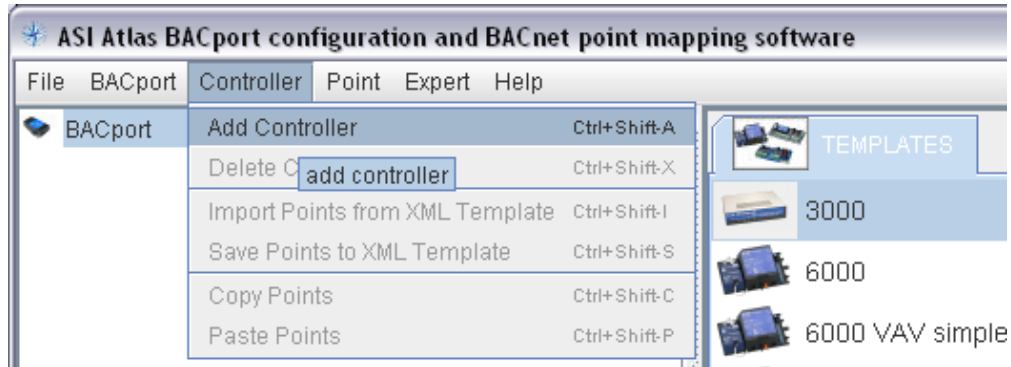 ASI Atlas BACport configuration and BACnet point mapping software
File BACport Controller Point Expert Help
BACport
Add Controller Ctrl+Shift-A
Delete C Ctrl+Shift-X
add controller
Import Points from XML Template Ctrl+Shift-I
Save Points to XML Template Ctrl+Shift-S
Copy Points Ctrl+Shift-C
Paste Points Ctrl+Shift-P
TEMPLATES
3000
6000
6000 VAV simple